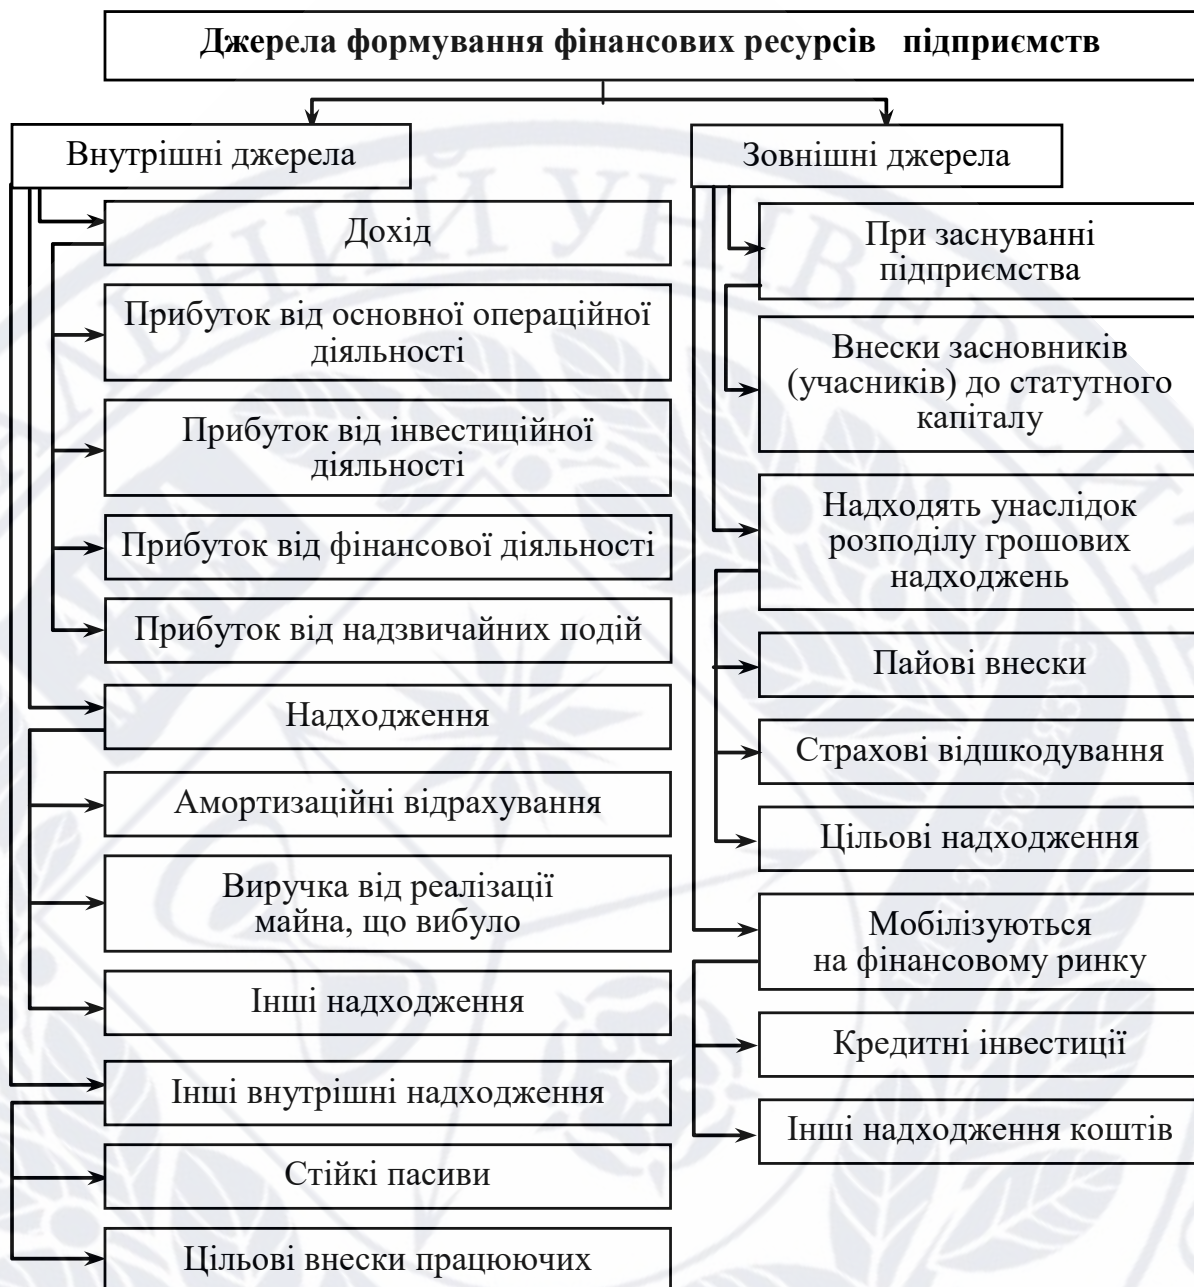 Джерела формування фінансових ресурсів підприємств
Внутрішні джерела
Дохід
Прибуток від основної операційної
діяльності
Прибуток від інвестиційної
діяльності
Прибуток від фінансової діяльності
Прибуток від надзвичайних подій
Надходження
Амортизаційні відрахування
Виручка від реалізації
майна, що вибуло
Інші надходження
Інші внутрішні надходження
Стійкі пасиви
Цільові внески працюючих
Зовнішні джерела
При заснуванні
підприємства
Внески засновників
(учасників) до статутного
капіталу
Надходять унаслідок
розподілу грошових
надходжень
Пайові внески
Страхові відшкодування
Цільові надходження
Мобілізуються
на фінансовому ринку
Кредитні інвестиції
Інші надходження коштів